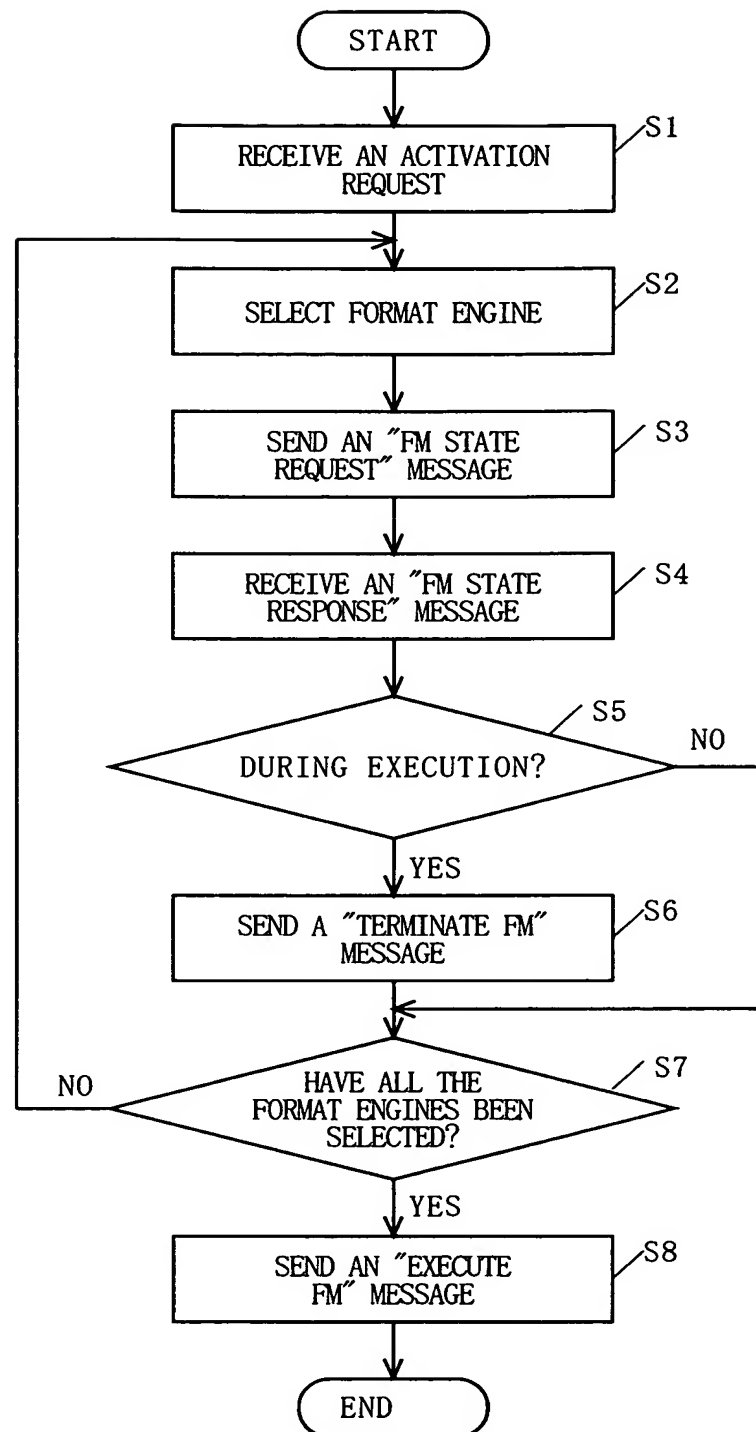 START
S1
RECEIVE AN ACTIVATION
REQUEST
S2
SELECT FORMAT ENGINE
S3
SEND AN "FM STATE
REQUEST" MESSAGE
S4
RECEIVE AN "FM STATE
RESPONSE" MESSAGE
S5
DURING EXECUTION?
NO
YES
S6
SEND A "TERMINATE FM"
MESSAGE
S7
NO
HAVE ALL THE
FORMAT ENGINES BEEN
SELECTED?
YES
S8
SEND AN "EXECUTE
FM" MESSAGE
END